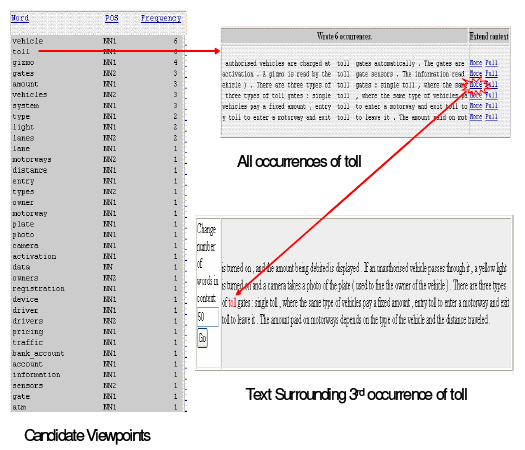 Word POS Frequency
vehicle NN1 6
toll NN1 6
gizmo NN1 4
gates NN2 3
amount NN1 3
vehicles NN2 3
system NN1 3
type NN1 2
light NN1 2
lanes NN2 2
lane NN1 1
motorways NN2 1
distance NN1 1
entry NN1 1
types NN2 1
owner NN1 1
motorway NN1 1
plate NN1 1
photo NN1 1
camera NN1 1
activation NN1 1
data NN 1
owners NN2 1
registration NN1 1
device NN1 1
driver NN1 1
drivers NN2 1
pricing NN1 1
traffic NN1 1
bank_account NN1 1
account NN1 1
information NN1 1
sensors NN2 1
gate NN1 1
atm NN1 1
Candidate Viewpoints
Wrote 6 occurrences. Extend context
authorised vehicles are charged at toll gates automatically . The gates are More Full
activation . A gizmo is read by the toll gate sensors . The information read More Full
ehicle ) . There are three types of toll gates : single toll , where the same More Full
three types of toll gates : single toll , where the same type of vehicles pa More Full
vehicles pay a fixed amount , entry toll to enter a motorway and exit toll to More Full
y toll to enter a motorway and exit toll to leave it . The amount paid on mot More Full
All occurrences of toll
Change
number
of
words in
context
50
Go
is turned on , and the amount being debited is displayed . If an unauthorised vehicle passes through it , a yellow light
is turned on and a camera takes a photo of the plate ( used to fine the owner of the vehicle ) . There are three types
of toll gates : single toll , where the same type of vehicles pay a fixed amount , entry toll to enter a motorway and exit
toll to leave it . The amount paid on motorways depends on the type of the vehicle and the distance traveled .
Text Surrounding 3rd occurrence of toll